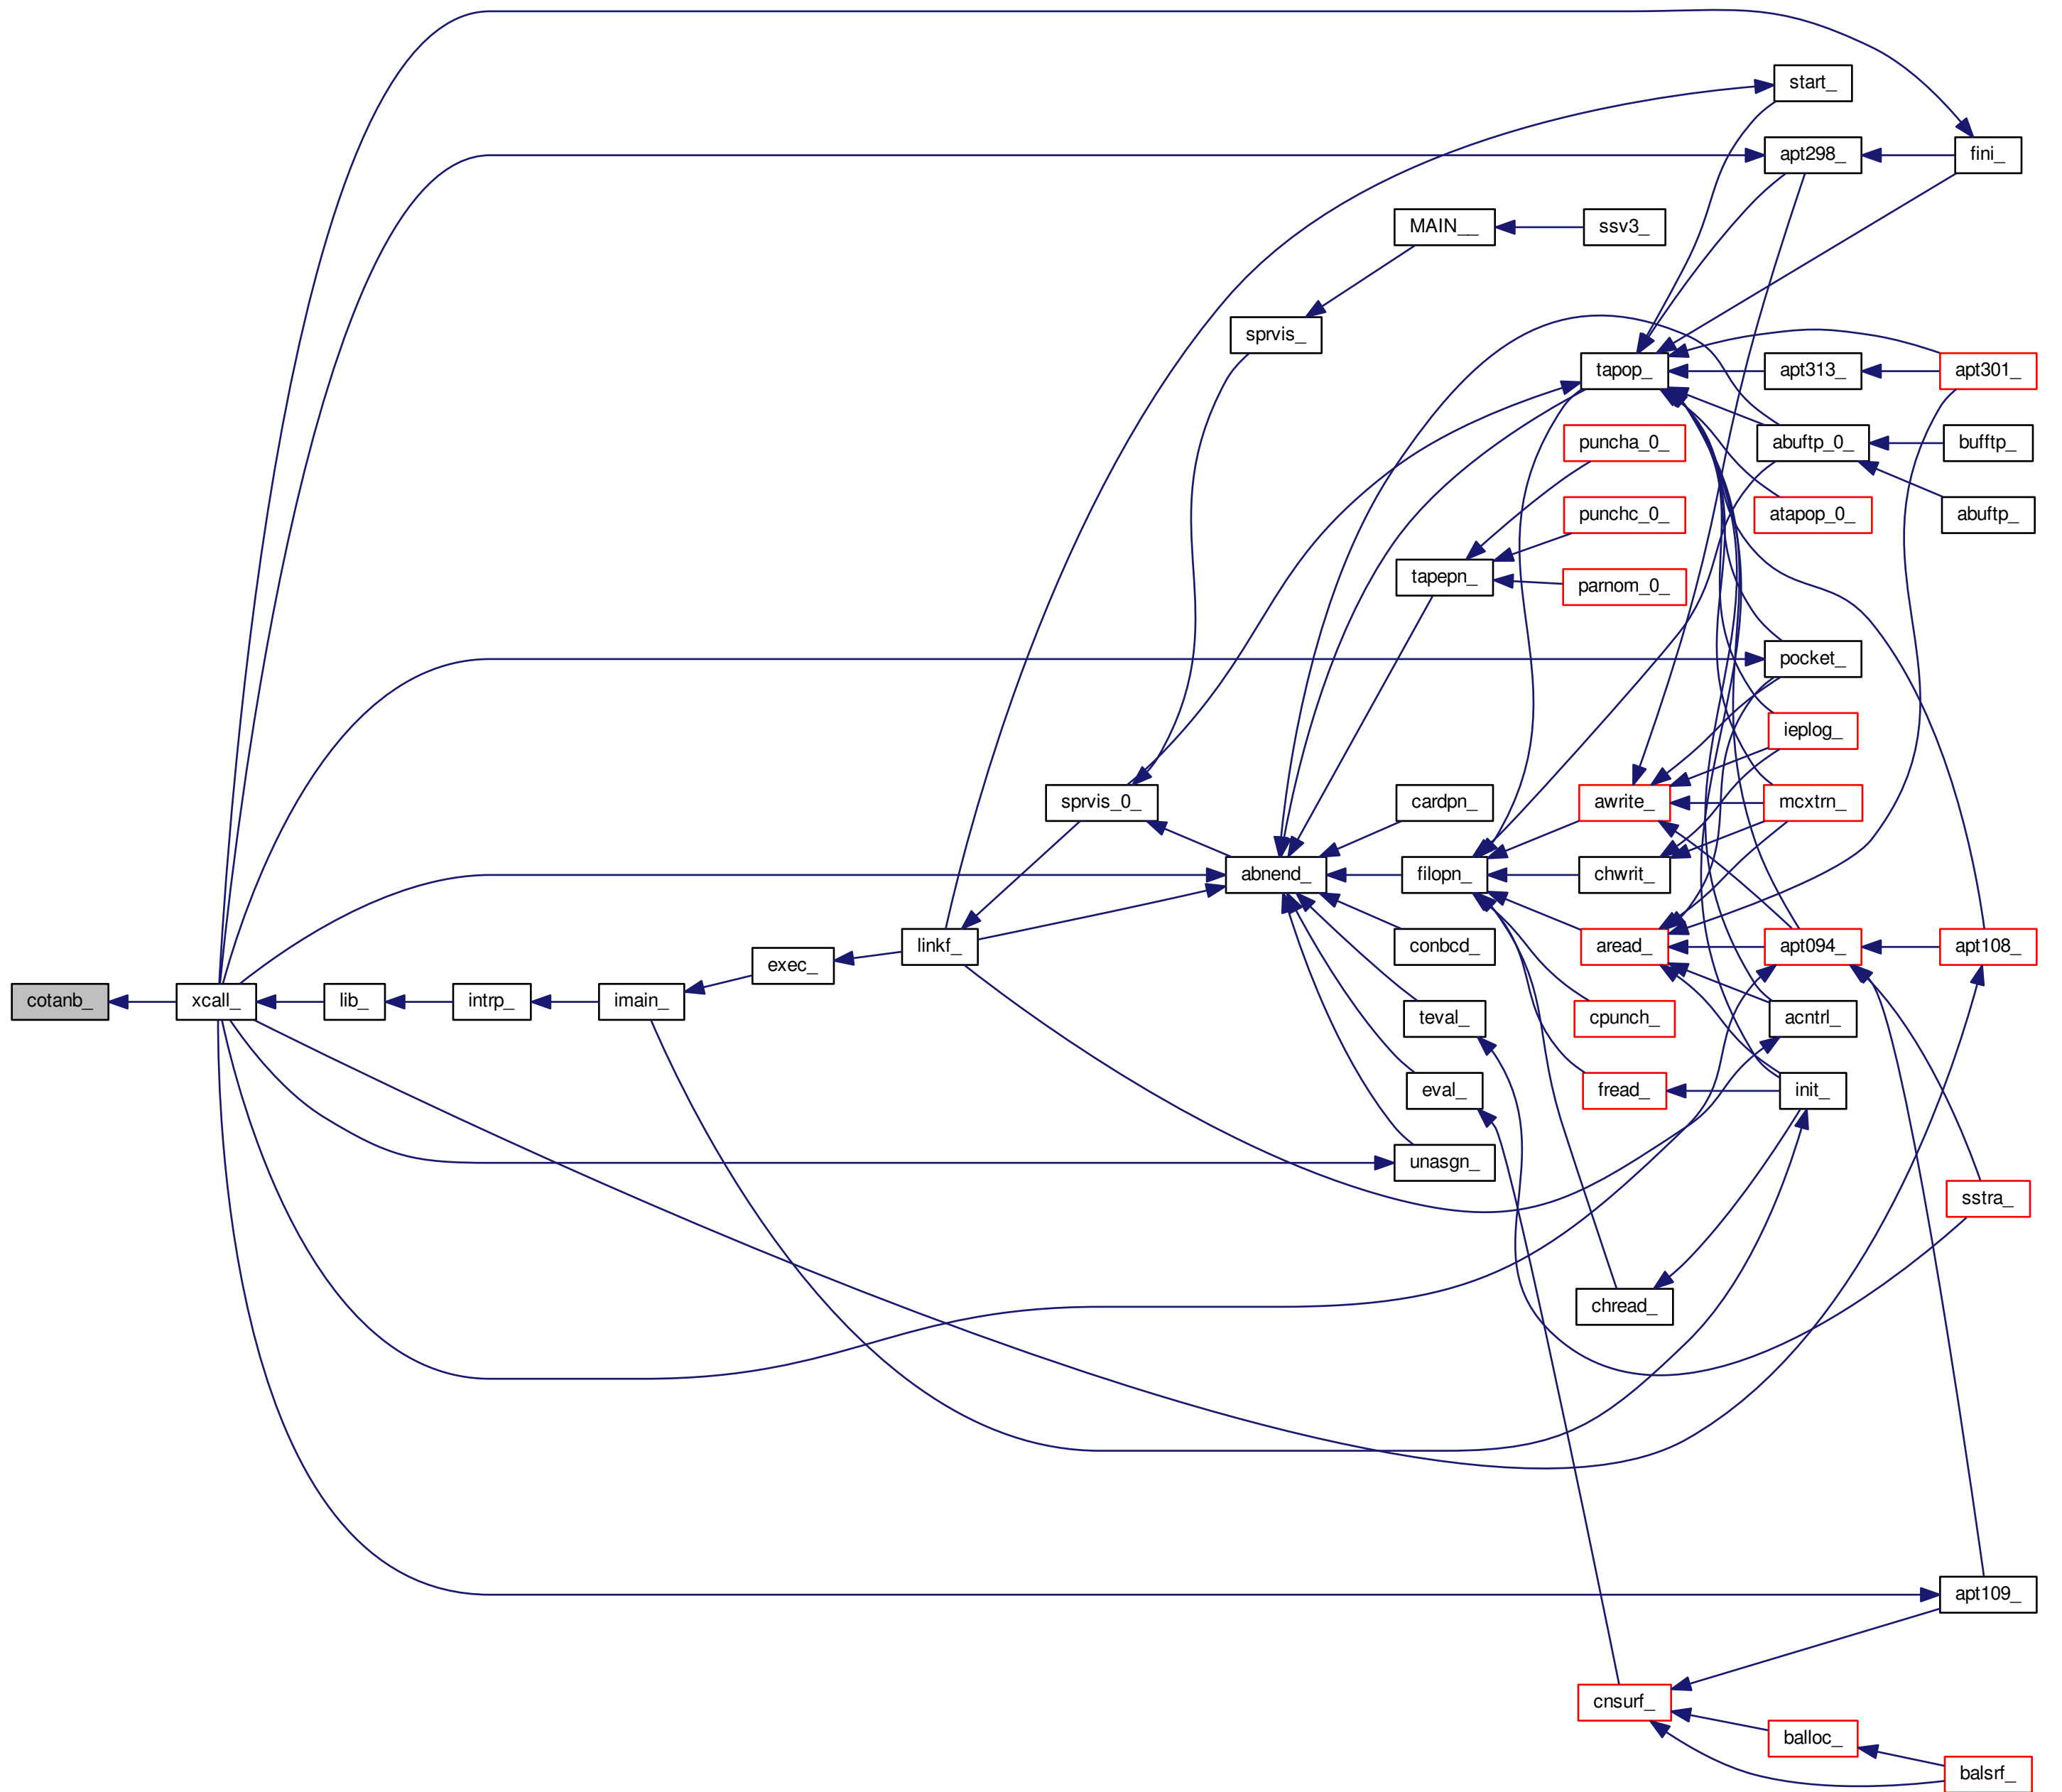 start_
apt298_
fini_
MAIN__
ssv3_
sprvis_
tapop_
apt313_
apt301_
puncha_0_
abuftp_0_
bufftp_
punchc_0_
atapop_0_
abuftp_
tapepn_
parnom_0_
pocket_
ieplog_
sprvis_0_
cardpn_
awrite_
mcxtrn_
abnend_
filopn_
chwrit_
linkf_
conbcd_
aread_
apt094_
apt108_
exec_
cotanb_
xcall_
lib_
intrp_
imain_
teval_
cpunch_
acntrl_
eval_
fread_
init_
unasgn_
sstra_
chread_
apt109_
cnsurf_
balloc_
balsrf_